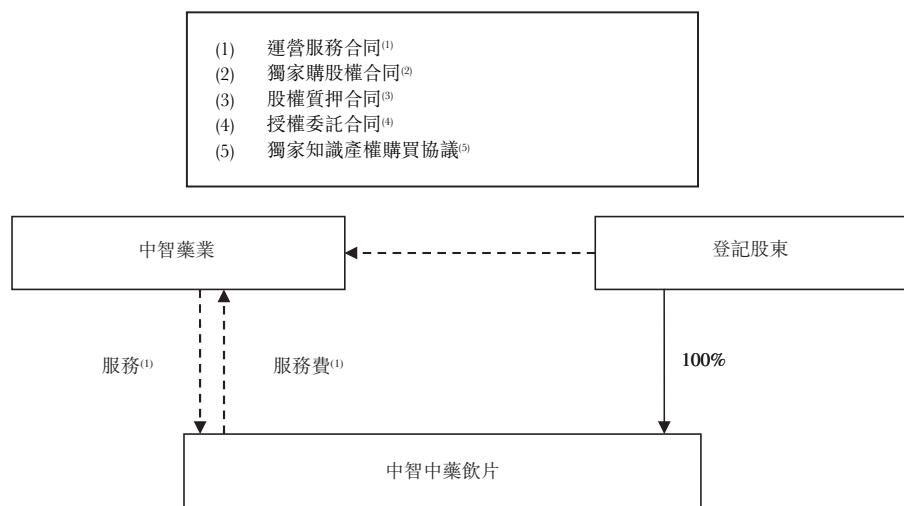 (1) 運營服務合同(1)
(2) 獨家購股權合同(2)
(3) 股權質押合同(3)
(4) 授權委託合同(4)
(5) 獨家知識產權購買協議(5)
中智藥業
登記股東
服務(1)
服務費(1)
100%
中智中藥飲片